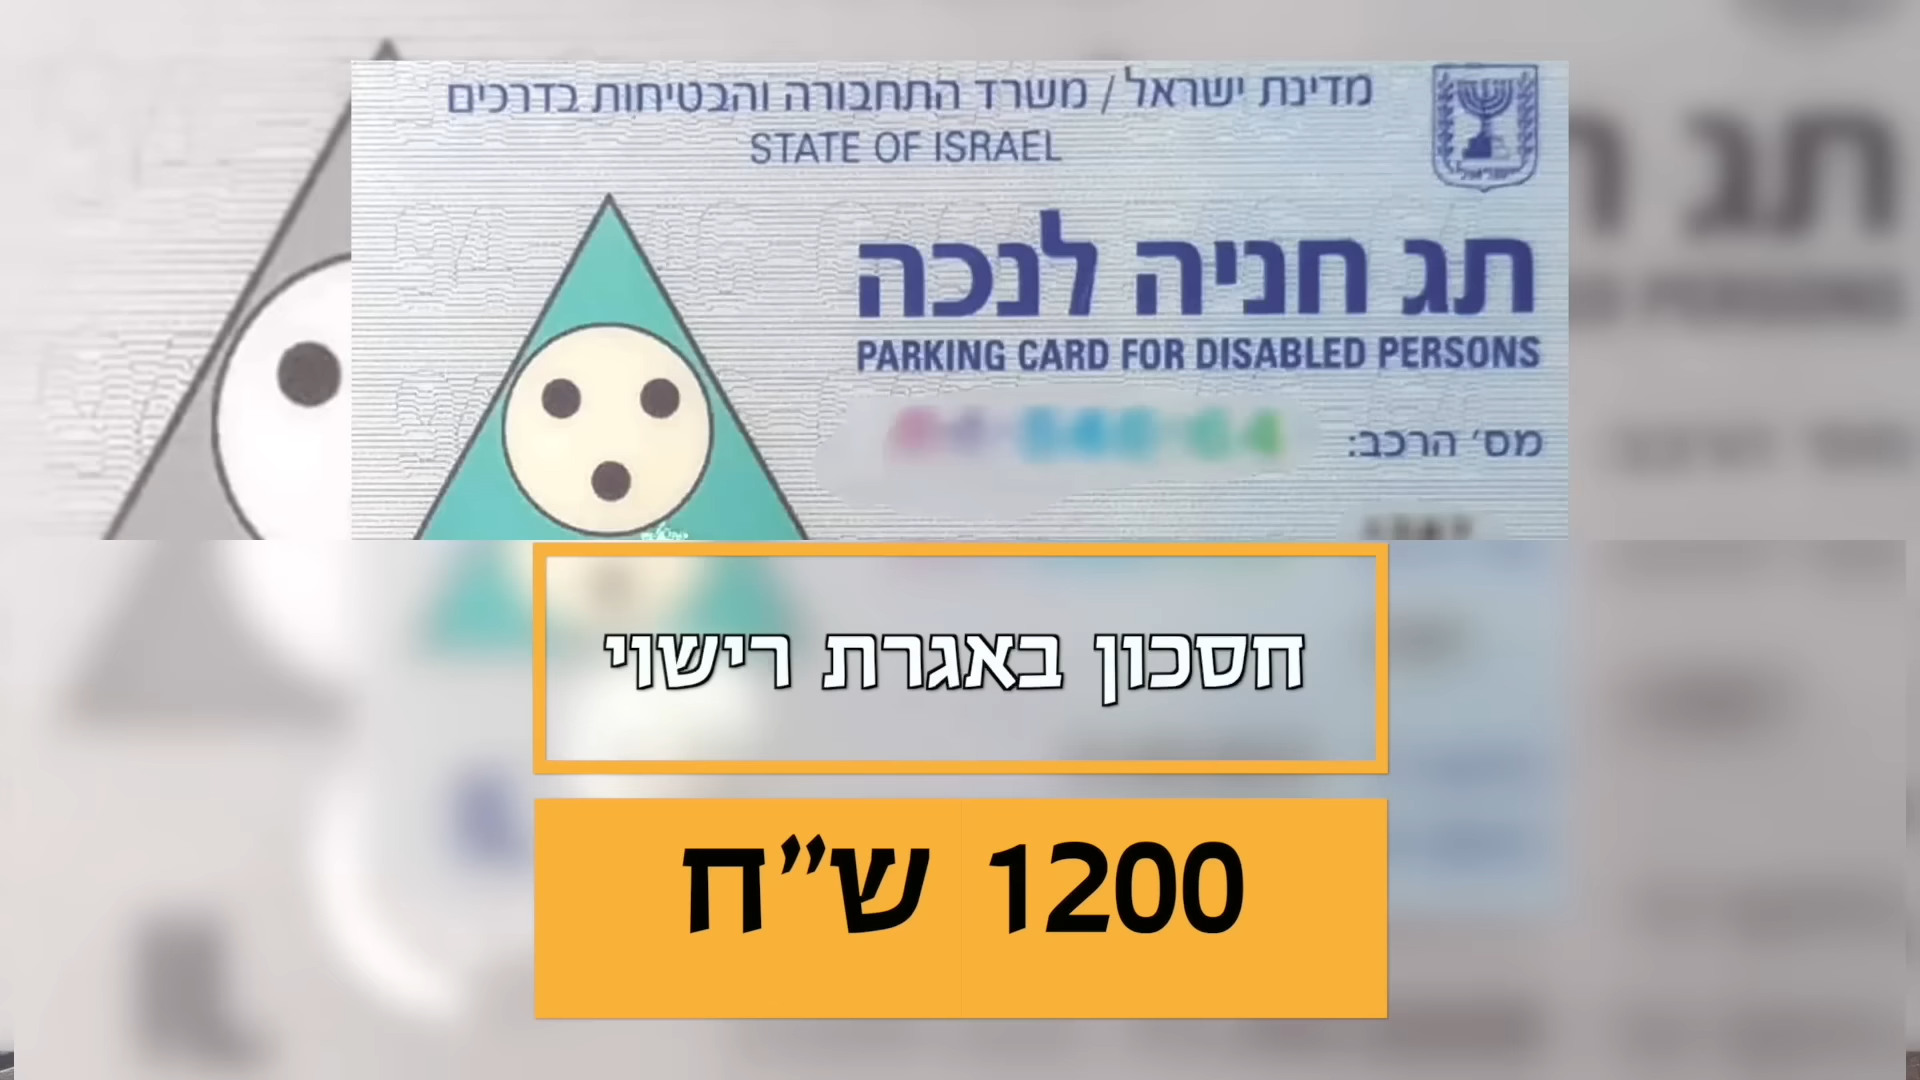 מדינת ישראל / משרד התחבורה והבטיחות בדרכים
STATE OF ISRAEL
תג חניה לנכה
PARKING CARD FOR DISABLED PERSONS
מס׳ הרכב:
חסכון באגרת רישוי
1200 ש״ח